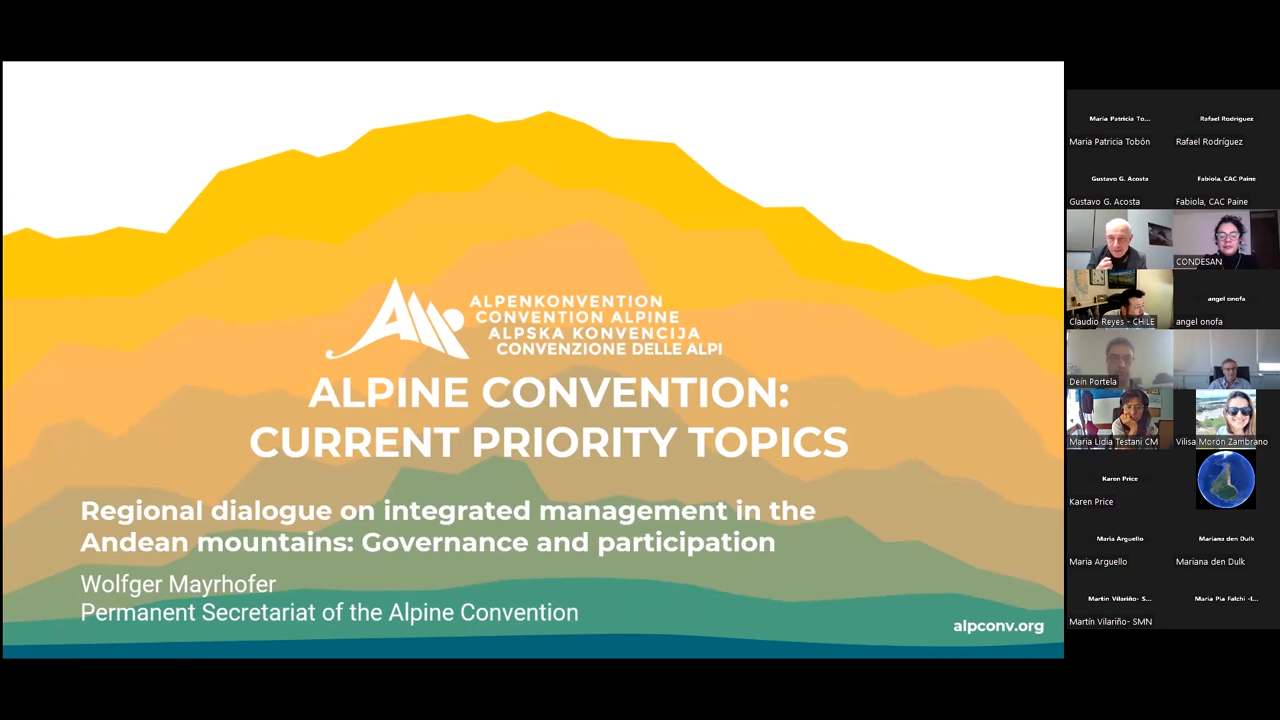 ALPENKONVENTION
CONVENTION ALPINE
ALPSKA KONVENCIJA
CONVENZIONE DELLE ALPI
ALPINE CONVENTION:
CURRENT PRIORITY TOPICS
Regional dialogue on integrated management in the
Andean mountains: Governance and participation
Wolfger Mayrhofer
Permanent Secretariat of the Alpine Convention
alpconv.org
Maria Patricia To...
Rafael Rodríguez
Maria Patricia Tobón
Rafael Rodríguez
Gustavo G. Acosta
Fabiola, CAC Paine
Gustavo G. Acosta
Fabiola, CAC Paine
CONDESAN
angel onofa
Claudio Reyes - CHILE
angel onofa
Dein Portela
Maria Lidia Testani CM
Vilisa Morón Zambrano
Karen Price
Karen Price
Maria Arguello
Mariana den Dulk
Maria Arguello
Mariana den Dulk
Martín Vilariño- S...
Maria Pia Falchi -I...
Martín Vilariño- SMN